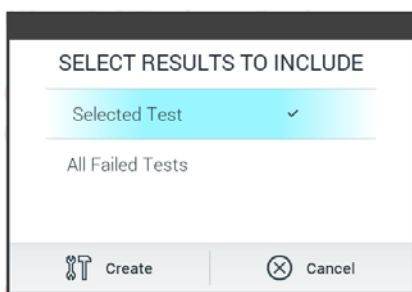 SELECT RESULTS TO INCLUDE
Selected Test
All Failed Tests
Create Cancel